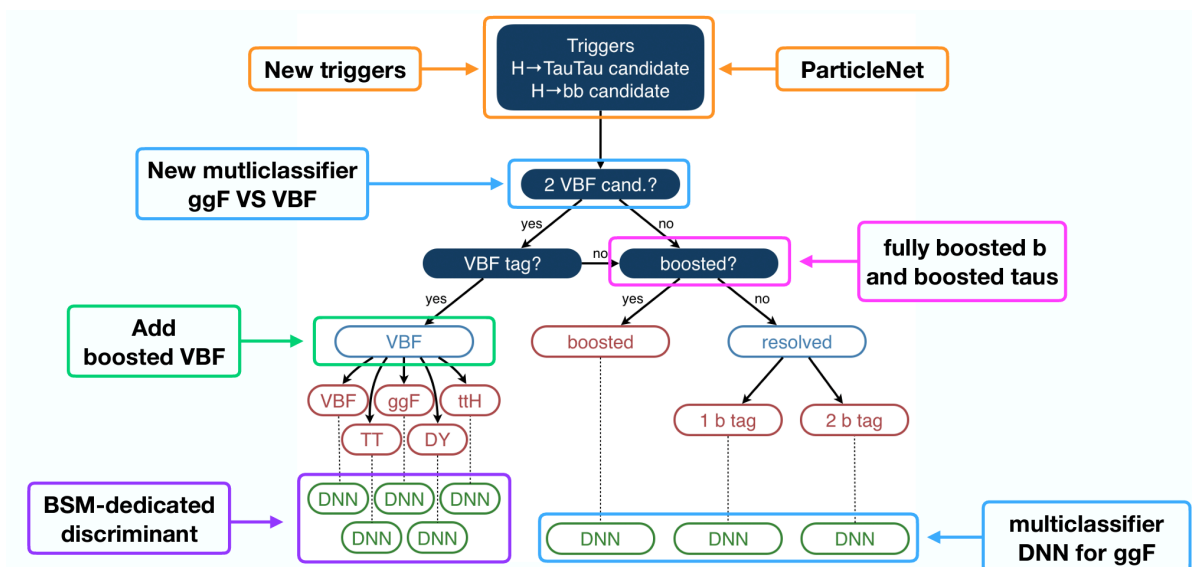 Triggers
H→TauTau candidate
H→bb candidate
New triggers
ParticleNet
New mutliclassifier
ggF VS VBF
2 VBF cand.?
yes
no
VBF tag?
no
boosted?
fully boosted b
and boosted taus
yes
yes
no
Add
boosted VBF
VBF
boosted
resolved
VBF
ggF
ttH
TT
DY
1 b tag
2 b tag
BSM-dedicated
discriminant
DNN
DNN
DNN
DNN
DNN
DNN
DNN
DNN
multiclassifier
DNN for ggF